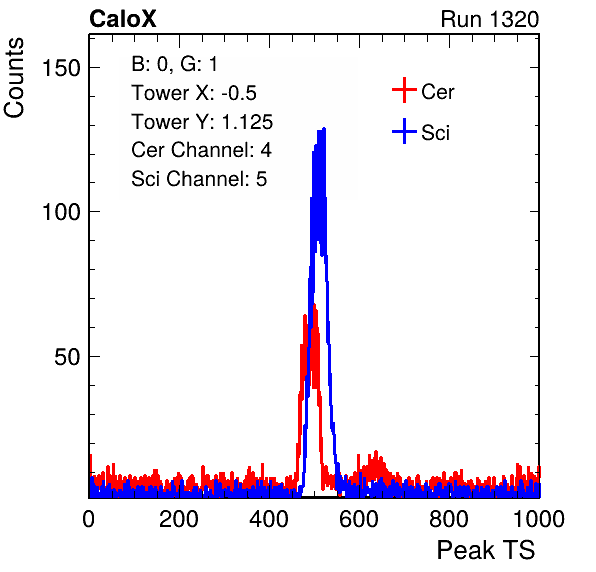 CaloX Run 1320
Counts
150
100
50
B: 0, G: 1
Tower X: -0.5
Tower Y: 1.125
Cer Channel: 4
Sci Channel: 5
Cer
Sci
0 200 400 600 800 1000
Peak TS